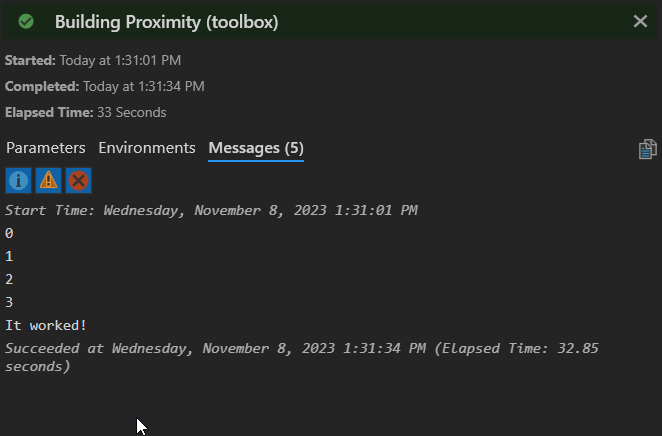 Building Proximity (toolbox)
Started: Today at 1:31:01 PM
Completed: Today at 1:31:34 PM
Elapsed Time: 33 Seconds
Parameters Environments Messages (5)
Start Time: Wednesday, November 8, 2023 1:31:01 PM
0
1
2
3
It worked!
Succeeded at Wednesday, November 8, 2023 1:31:34 PM (Elapsed Time: 32.85
seconds)